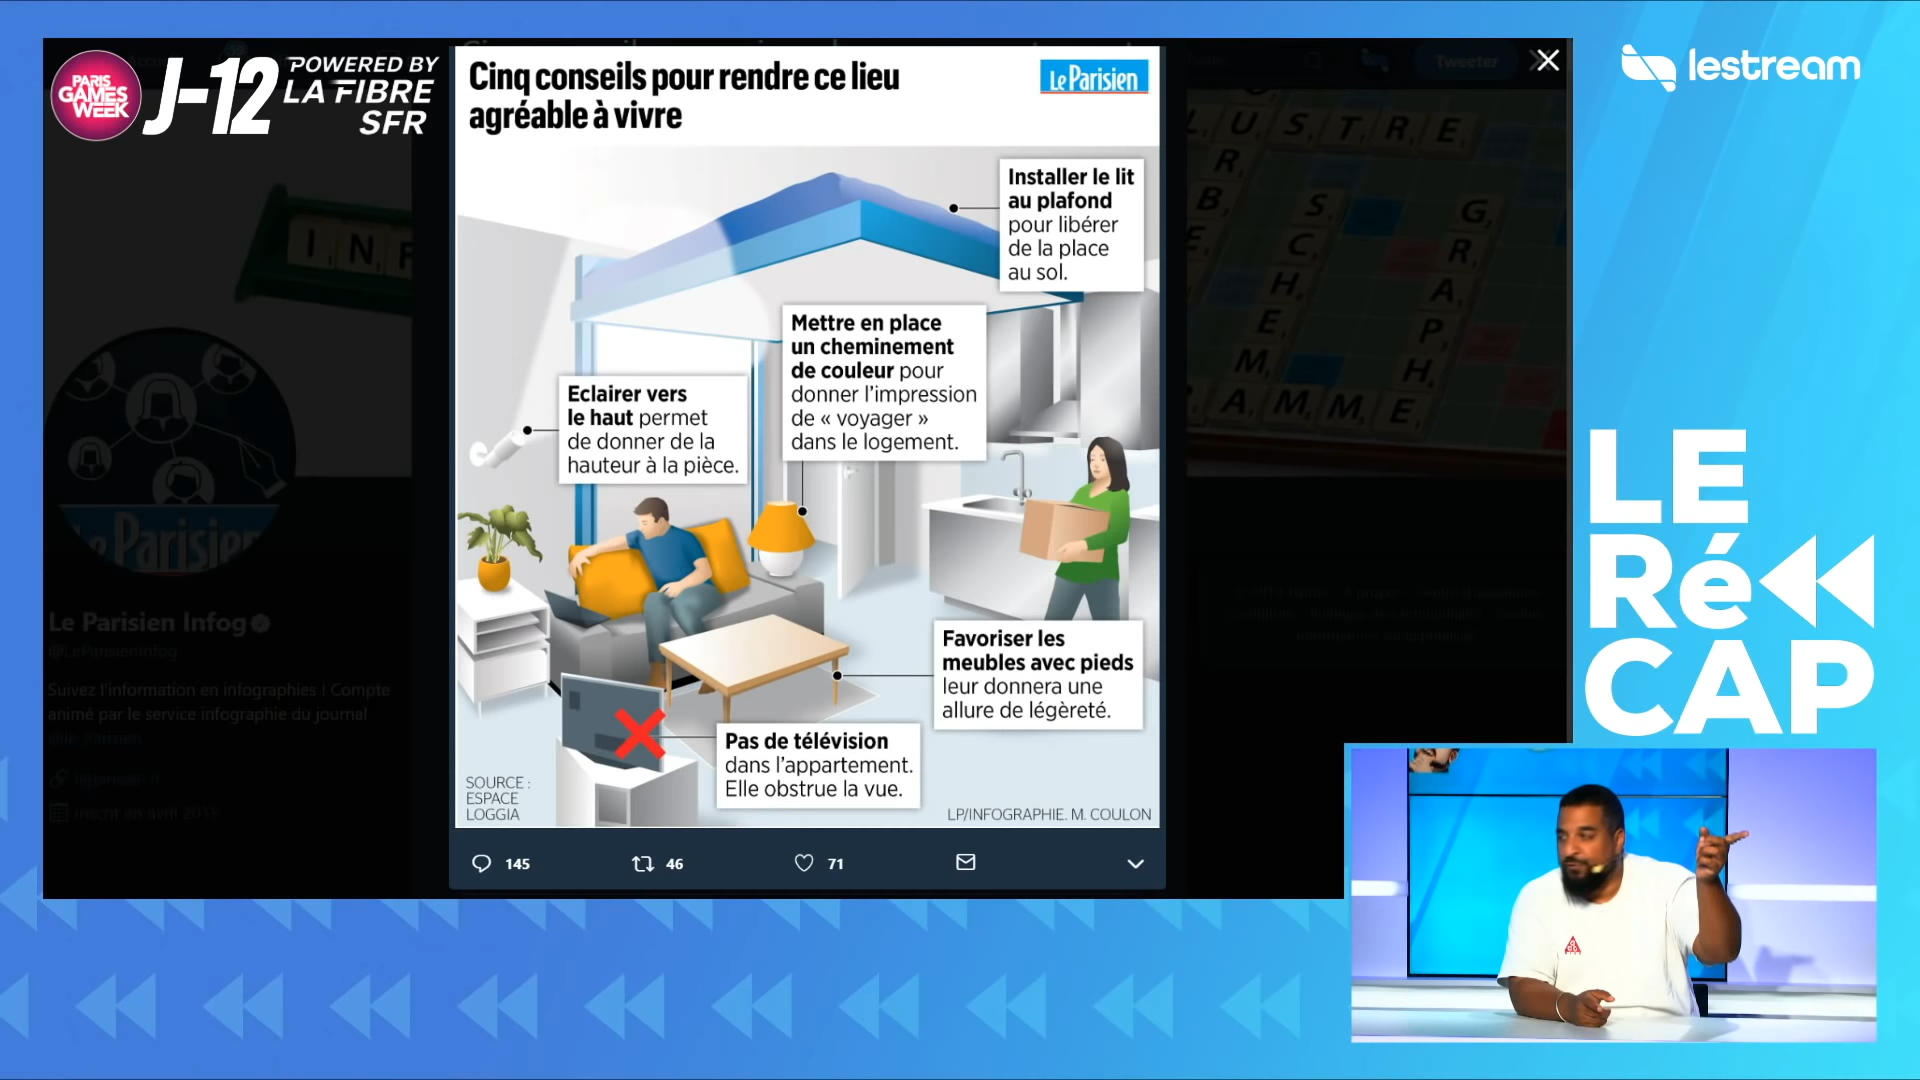 PARIS
GAMES
WEEK
J-12
POWERED BY
LA FIBRE
SFR
Cinq conseils pour rendre ce lieu
agréable à vivre
Le Parisien
Tweeter
lestream
Installer le lit
au plafond
pour libérer
de la place
au sol.
Mettre en place
un cheminement
de couleur pour
donner l'impression
de « voyager »
dans le logement.
Eclairer vers
le haut permet
de donner de la
hauteur à la pièce.
Favoriser les
meubles avec pieds
leur donnera une
allure de légèreté.
Pas de télévision
dans l'appartement.
Elle obstrue la vue.
SOURCE :
ESPACE
LOGGIA
LP/INFOGRAPHIE. M. COULON
145
46
71
Le Parisien Infog
@LeParisienInfog
Suivez l'information en infographies ! Compte
animé par le service infographie du journal
LE
Ré
CAP